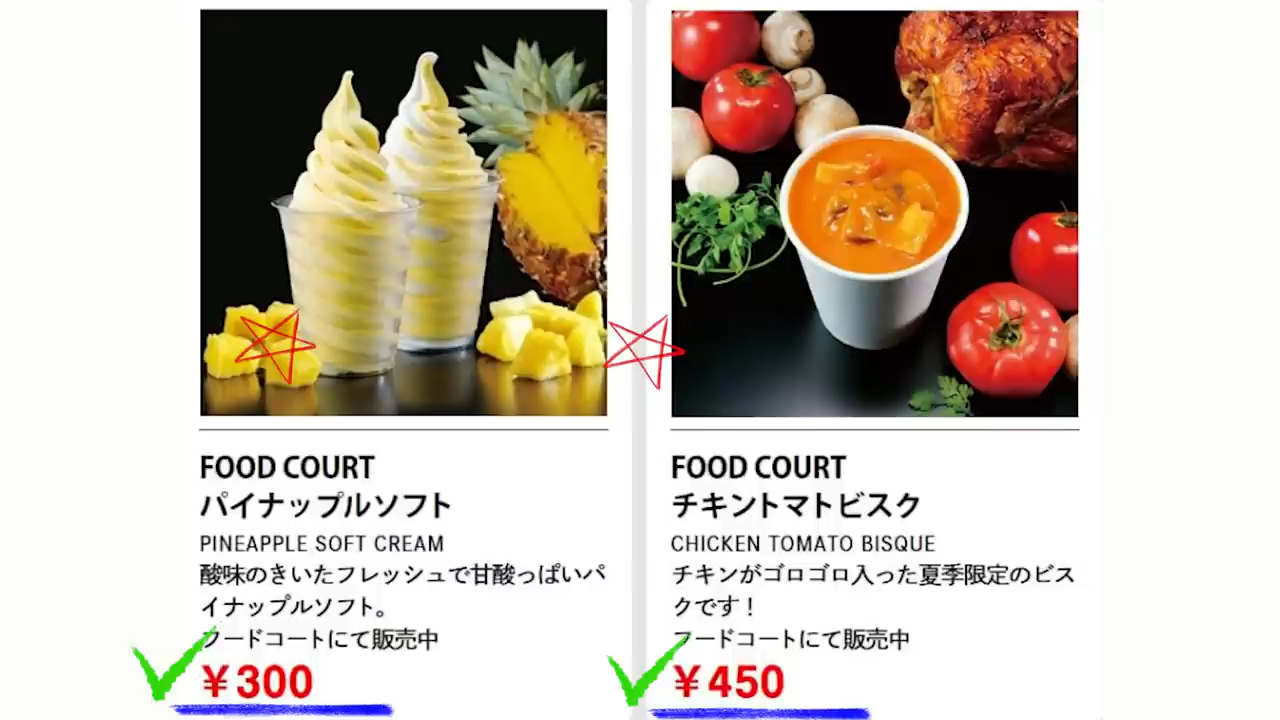 FOOD COURT
パイナップルソフト
PINEAPPLE SOFT CREAM
酸味のきいたフレッシュで甘酸っぱいパ
イナップルソフト。
フードコートにて販売中
￥300
FOOD COURT
チキントマトビスク
CHICKEN TOMATO BISQUE
チキンがゴロゴロ入った夏季限定のビス
クです！
フードコートにて販売中
￥450